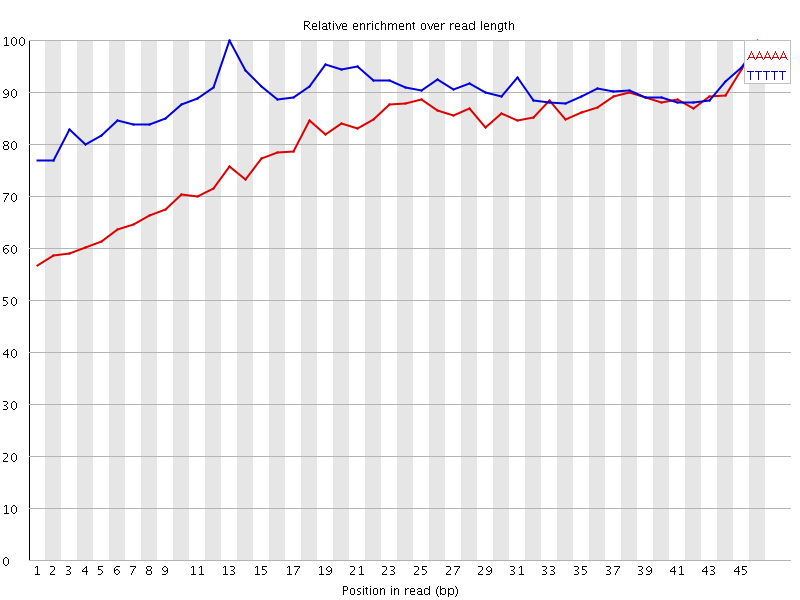 Relative enrichment over read length
100
90
80
70
60
50
40
30
20
10
0
AAAAA
TTTTT
1 2 3 4 5 6 7 8 9 11 13 15 17 19 21 23 25 27 29 31 33 35 37 39 41 43 45
Position in read (bp)